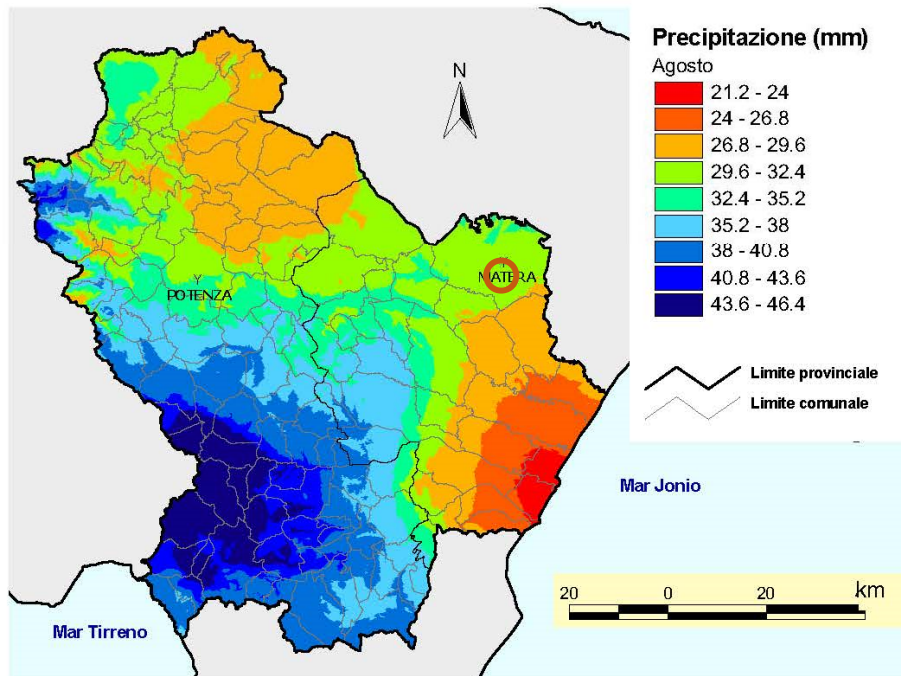 Precipitazione (mm)
Agosto
21.2 - 24
24 - 26.8
26.8 - 29.6
29.6 - 32.4
32.4 - 35.2
35.2 - 38
38 - 40.8
40.8 - 43.6
43.6 - 46.4
Limite provinciale
Limite comunale
N
MATERA
POTENZA
Mar Jonio
Mar Tirreno
20 0 20 km